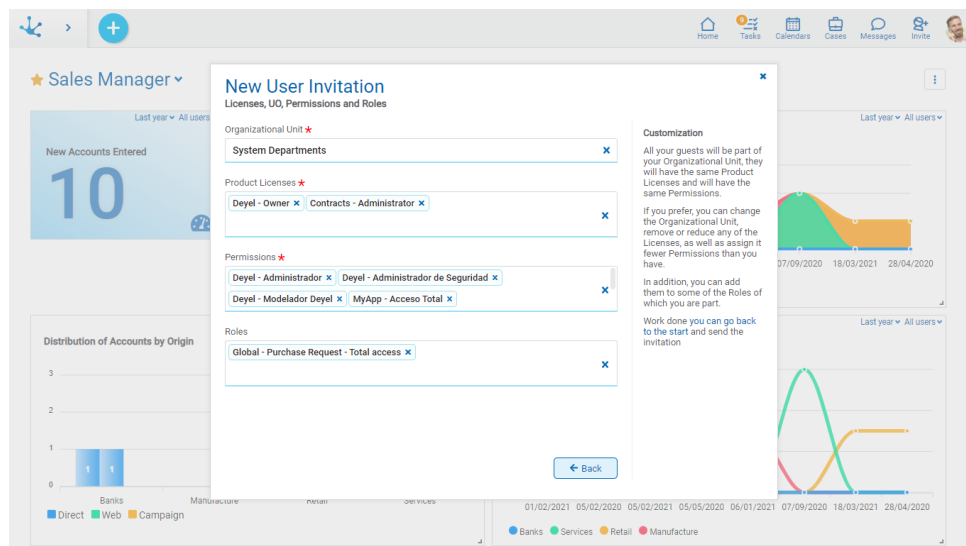 Home
9
Tasks
Calendars
Cases
Messages
Invite
Sales Manager
Last year All users
New Accounts Entered
10
Distribution of Accounts by Origin
3
2
1
0
1 1
Banks Manufacture Retail Services
Direct Web Campaign
New User Invitation
Licenses, UO, Permissions and Roles
Organizational Unit *
System Departments
Product Licenses *
Deyel - Owner × Contracts - Administrator ×
Permissions *
Deyel - Administrador × Deyel - Administrador de Seguridad ×
Deyel - Modelador Deyel × MyApp - Acceso Total ×
Roles
Global - Purchase Request - Total access ×
← Back
Customization
All your guests will be part of
your Organizational Unit, they
will have the same Product
Licenses and will have the
same Permissions.
If you prefer, you can change
the Organizational Unit,
remove or reduce any of the
Licenses, as well as assign it
fewer Permissions than you
have.
In addition, you can add
them to some of the Roles of
which you are part.
Work done you can go back
to the start and send the
invitation
Last year All users
07/09/2020 18/03/2021 28/04/2020
Last year All users
01/02/2021 05/02/2020 05/02/2021 05/05/2020 06/01/2021 07/09/2020 18/03/2021 28/04/2020
Banks Services Retail Manufacture